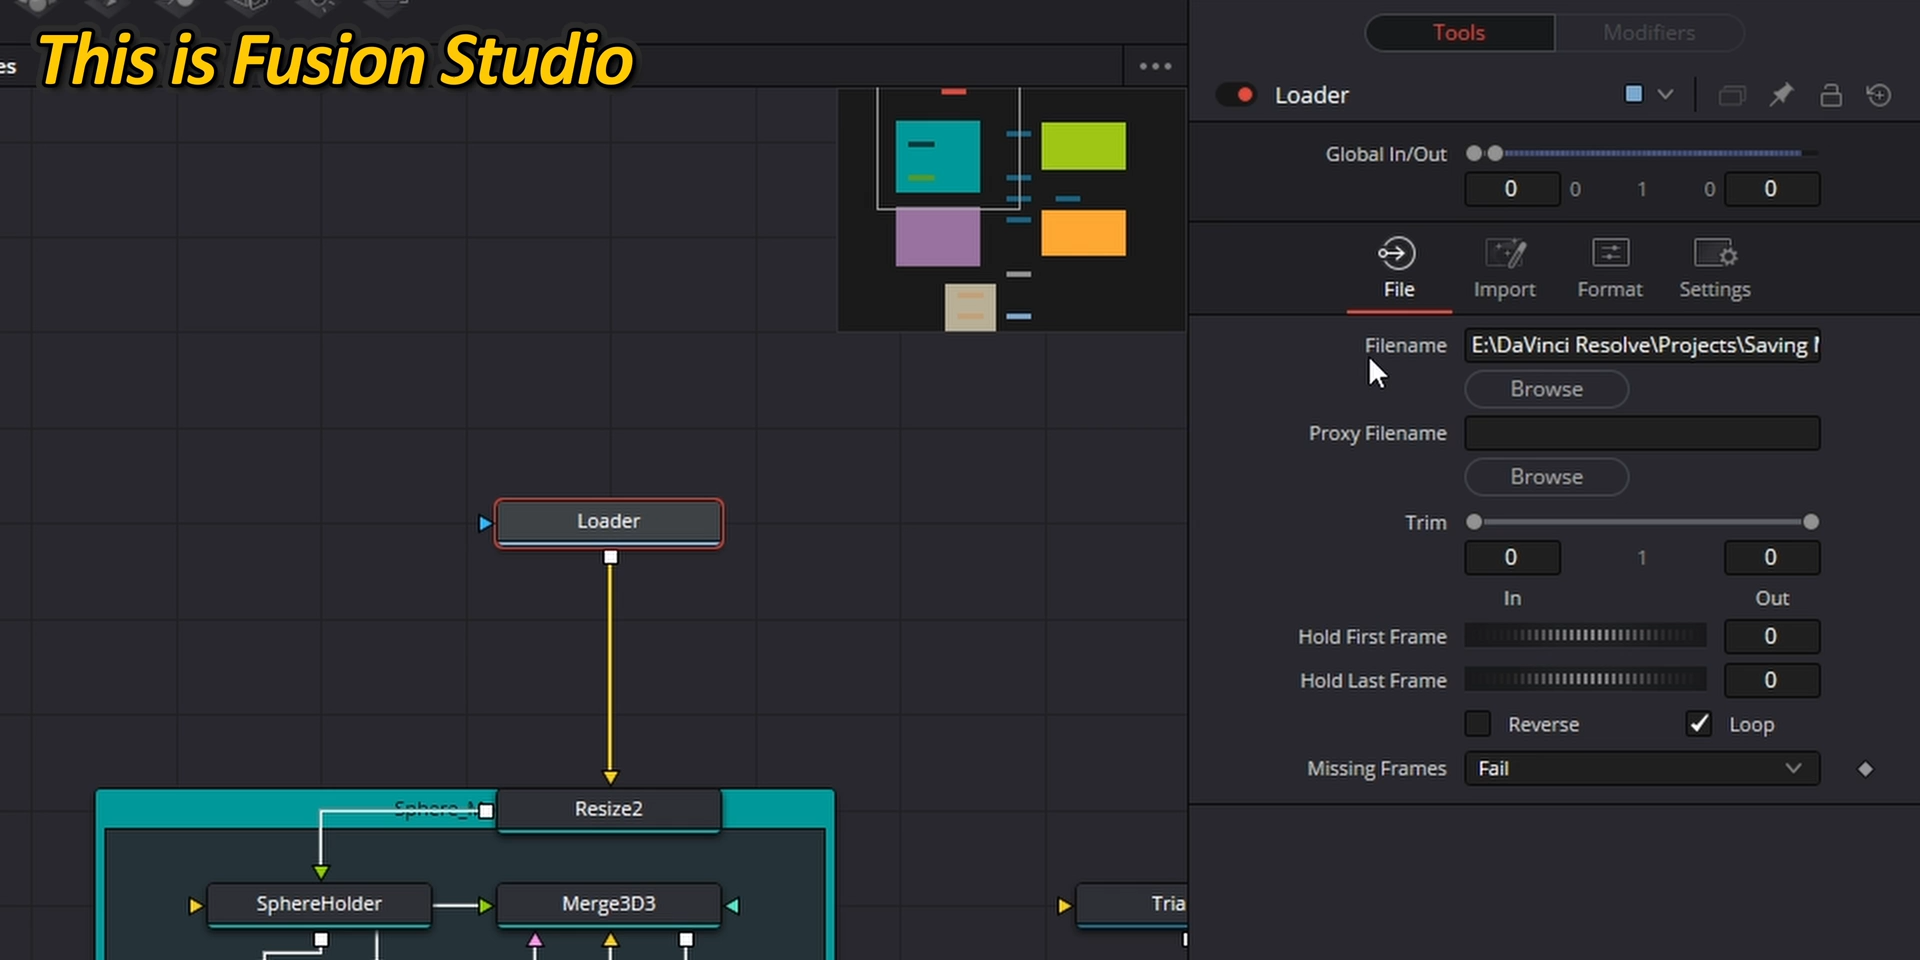 This is Fusion Studio
es
Tools
Modifiers
Loader
Global In/Out
0 0 1 0 0
File
Import
Format
Settings
Filename
E:\DaVinci Resolve\Projects\Saving
Browse
Proxy Filename
Browse
Trim
0 1 0
In
Out
Hold First Frame
0
Hold Last Frame
0
Reverse
Loop
Missing Frames
Fail
Loader
Resize2
SphereHolder
Merge3D3
Tria